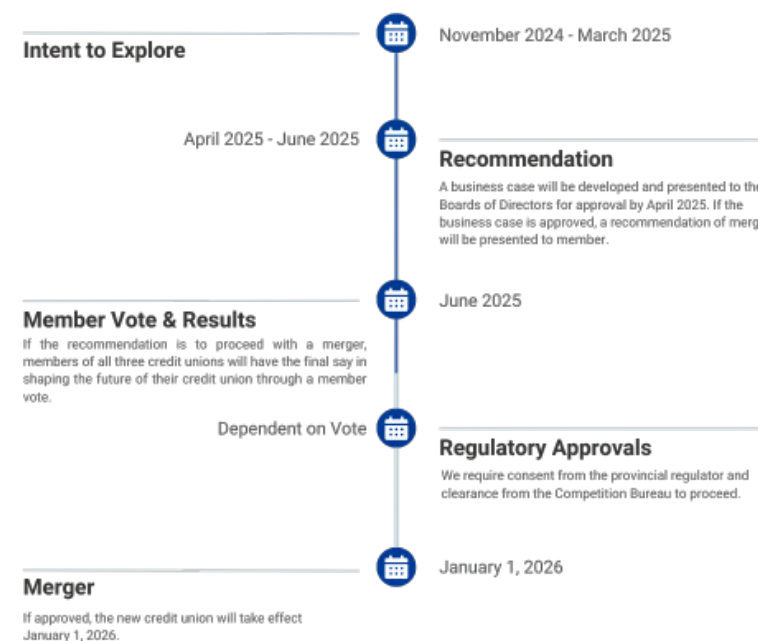 Intent to Explore
November 2024 - March 2025
April 2025 - June 2025
Recommendation
A business case will be developed and presented to the
Boards of Directors for approval by April 2025. If the
business case is approved, a recommendation of merg
will be presented to member.
June 2025
Member Vote & Results
If the recommendation is to proceed with a merger,
members of all three credit unions will have the final say in
shaping the future of their credit union through a member
vote.
Dependent on Vote
Regulatory Approvals
We require consent from the provincial regulator and
clearance from the Competition Bureau to proceed.
January 1, 2026
Merger
If approved, the new credit union will take effect
January 1, 2026.